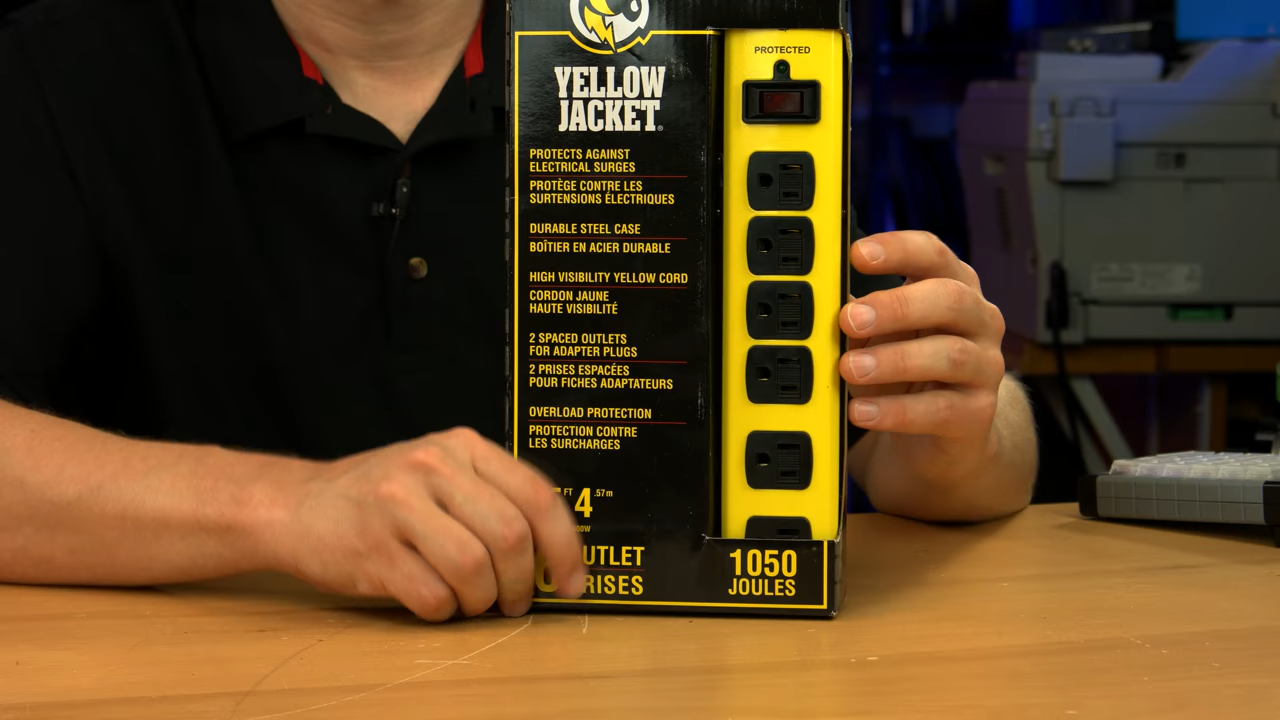 YELLOW
JACKET®
PROTECTS AGAINST
ELECTRICAL SURGES
PROTÈGE CONTRE LES
SURTENSIONS ÉLECTRIQUES
DURABLE STEEL CASE
BOÎTIER EN ACIER DURABLE
HIGH VISIBILITY YELLOW CORD
CORDON JAUNE
HAUTE VISIBILITÉ
2 SPACED OUTLETS
FOR ADAPTER PLUGS
2 PRISES ESPACÉES
POUR FICHES ADAPTATEURS
OVERLOAD PROTECTION
PROTECTION CONTRE
LES SURCHARGES
FT 4.57m
UTLET
RISES
PROTECTED
1050
JOULES